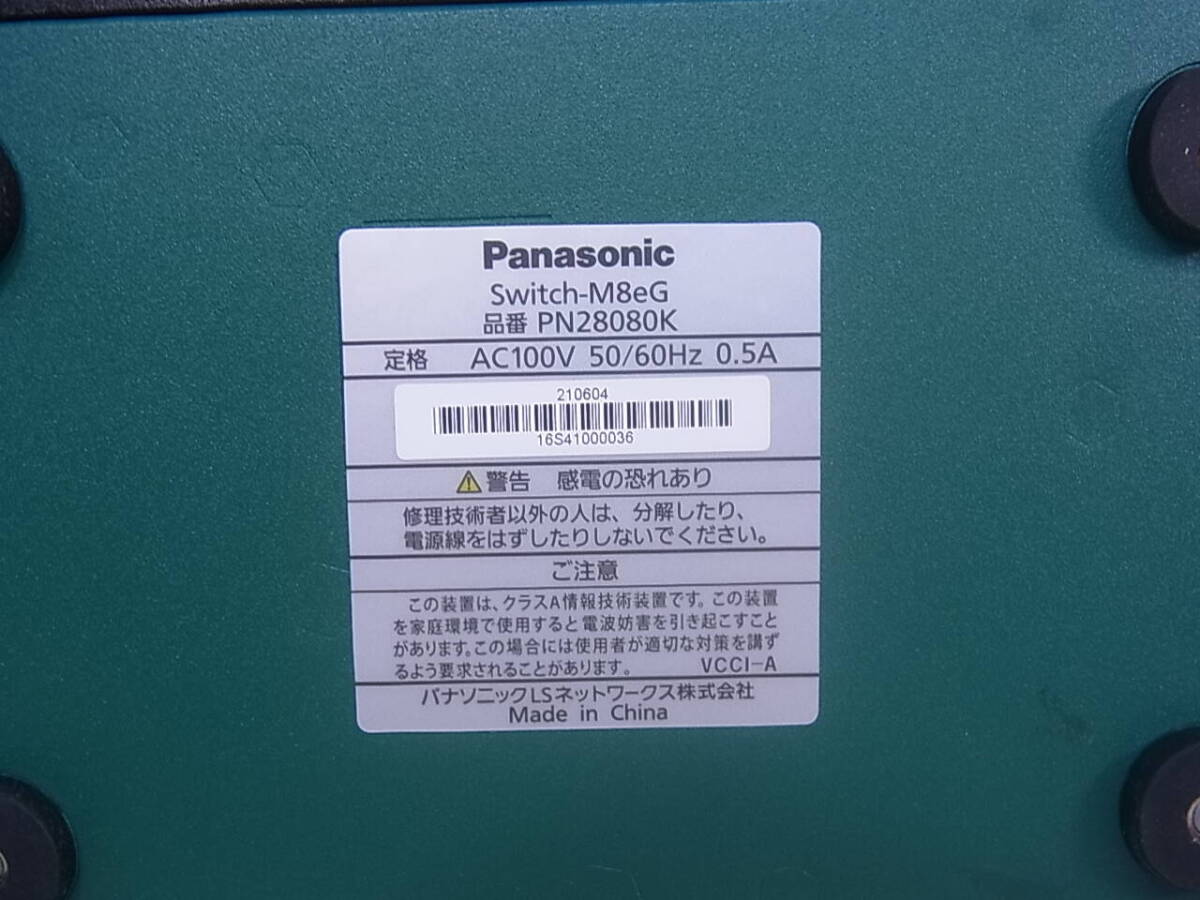 Panasonic
Switch-M8eG
品番 PN28080K
定格 AC100V 50/60Hz 0.5A
210604
16S41000036
警告 感電の恐れあり
修理技術者以外の人は、分解したり、
電源線をはずしたりしないでください。
ご注意
この装置は、クラスA情報技術装置です。この装置
を家庭環境で使用すると電波妨害を引き起こすこと
があります。この場合には使用者が適切な対策を講ず
るよう要求されることがあります。 VCCI-A
パナソニックLSネットワークス株式会社
Made in China